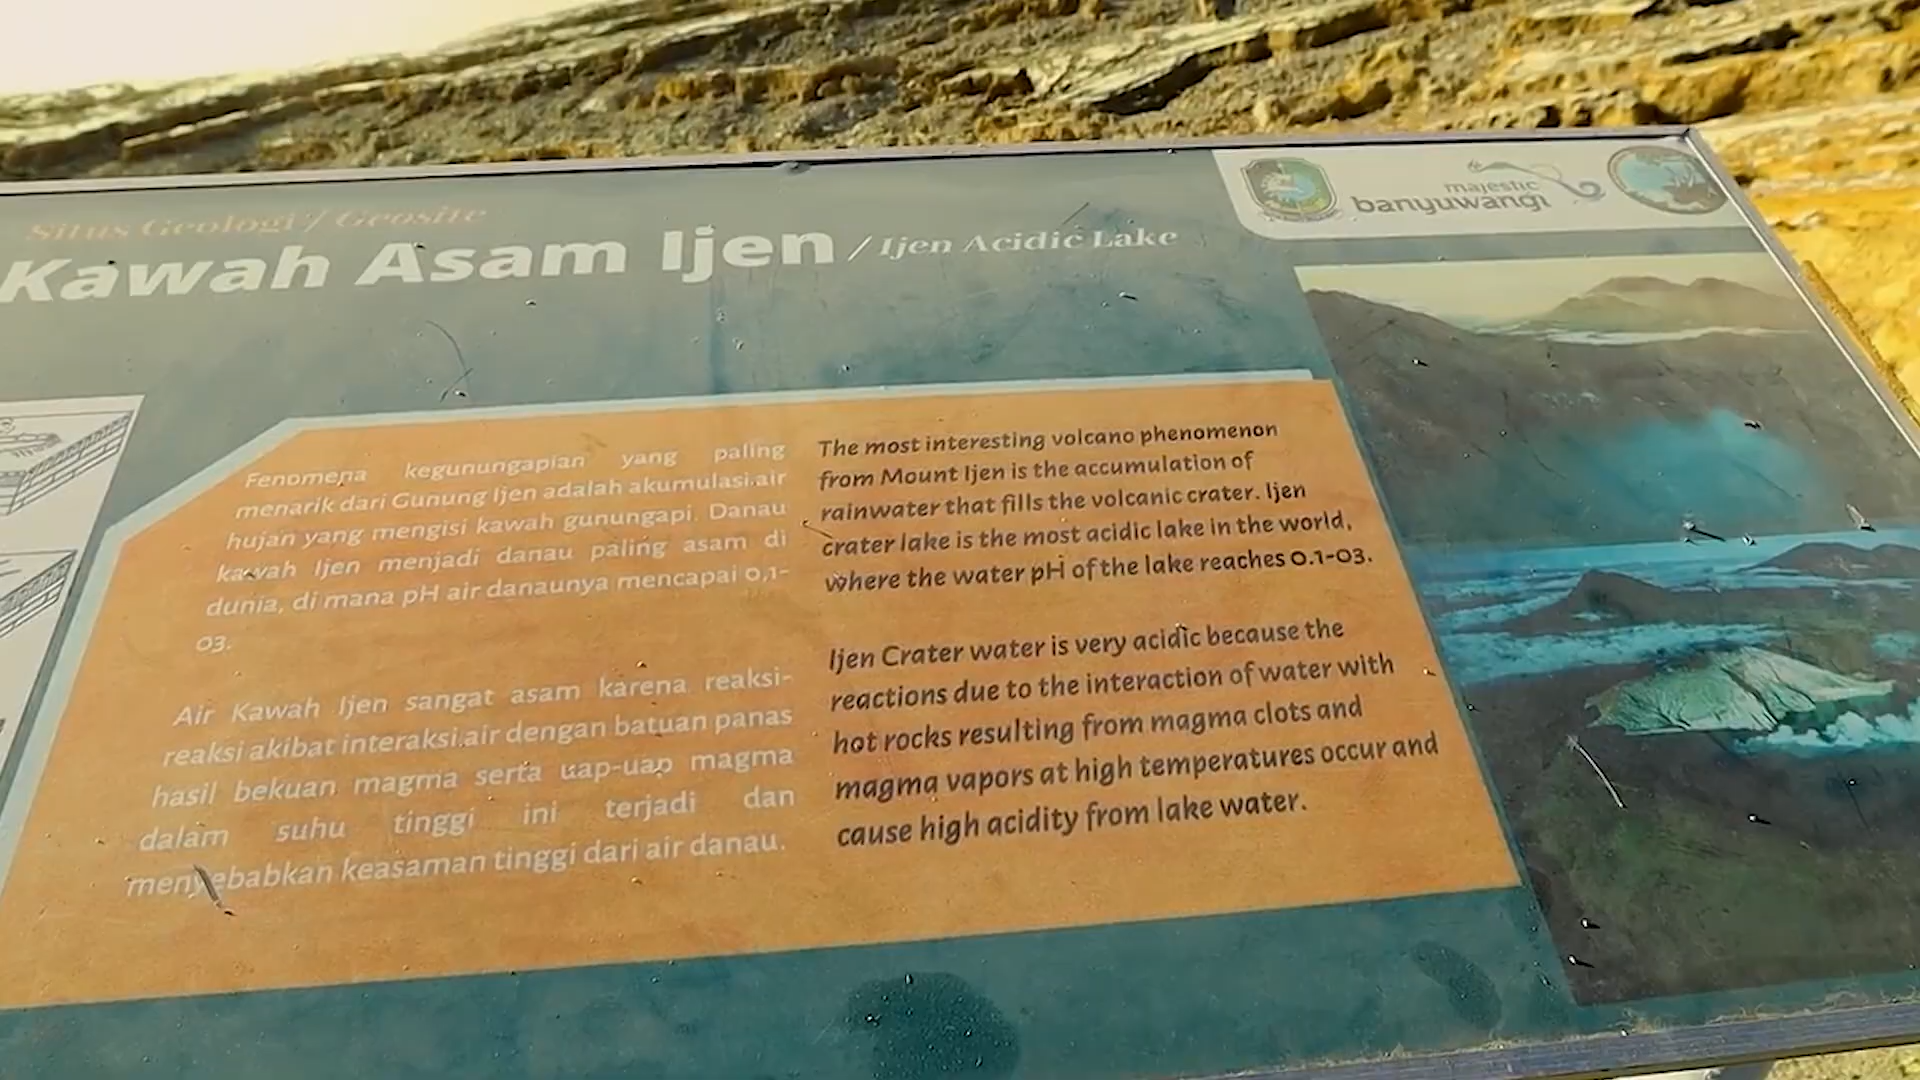 Situs Geologi / Geosite
Kawah Asam Ijen / Ijen Acidic Lake
majestic
banyuwangi
Fenomena kegunungapian yang paling
menarik dari Gunung Ijen adalah akumulasi air
hujan yang mengisi kawah gunungapi. Danau
kawah Ijen menjadi danau paling asam di
dunia, di mana pH air danaunya mencapai 0,1-
03.
Air Kawah Ijen sangat asam karena reaksi-
reaksi akibat interaksi air dengan batuan panas
hasil bekuan magma serta uap-uap magma
dalam suhu tinggi ini terjadi dan
menyebabkan keasaman tinggi dari air danau.
The most interesting volcano phenomenon
from Mount Ijen is the accumulation of
rainwater that fills the volcanic crater. Ijen
crater lake is the most acidic lake in the world,
where the water pH of the lake reaches 0.1-03.
Ijen Crater water is very acidic because the
reactions due to the interaction of water with
hot rocks resulting from magma clots and
magma vapors at high temperatures occur and
cause high acidity from lake water.